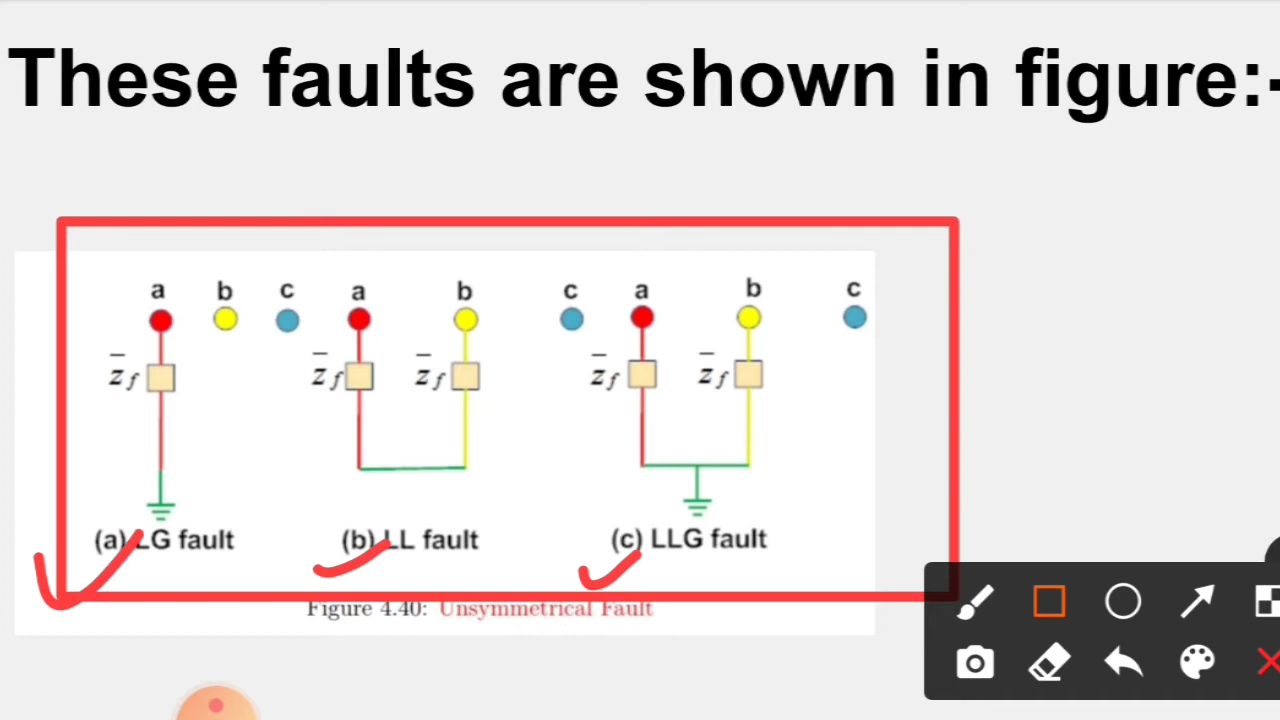 These faults are shown in figure:-
a b c a b c a b c
z̄f z̄f z̄f z̄f z̄f
(a) LG fault (b) LL fault (c) LLG fault
Figure 4.40: Unsymmetrical Fault